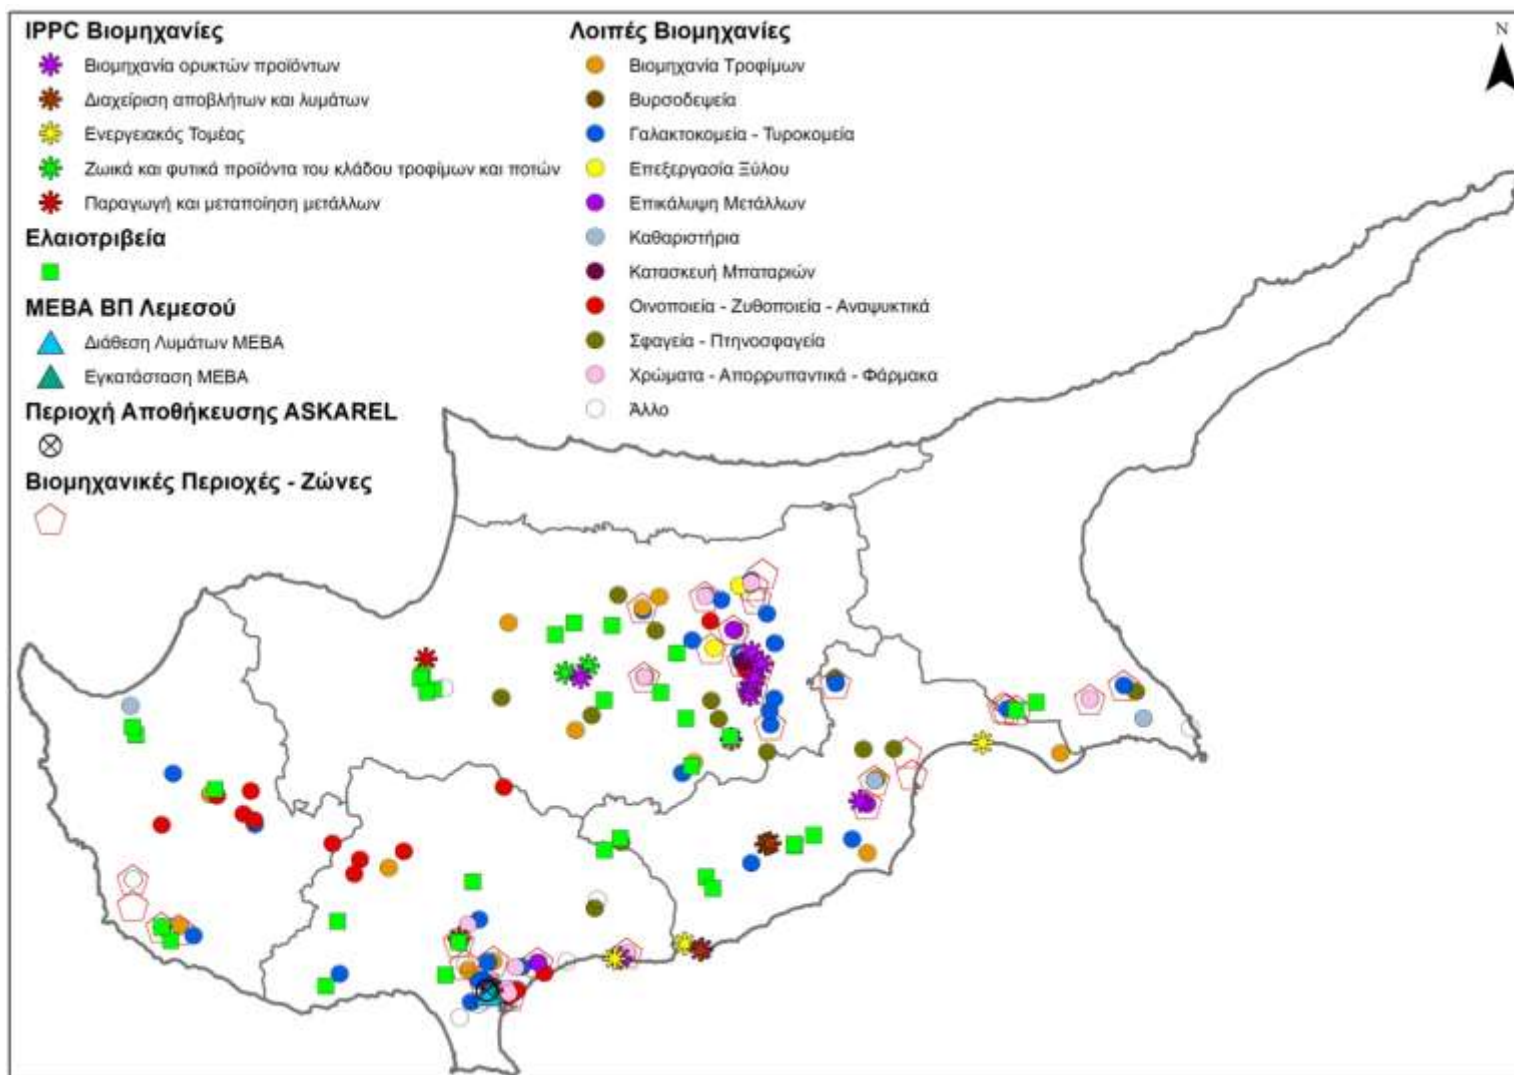 IPPC Βιομηχανίες
Βιομηχανία ορυκτών προϊόντων
Διαχείριση αποβλήτων και λυμάτων
Ενεργειακός Τομέας
Ζωικά και φυτικά προϊόντα του κλάδου τροφίμων και ποτών
Παραγωγή και μεταποίηση μετάλλων
Ελαιοτριβεία
ΜΕΒΑ ΒΠ Λεμεσού
Διάθεση Λυμάτων ΜΕΒΑ
Εγκατάσταση ΜΕΒΑ
Περιοχή Αποθήκευσης ASKAREL
Βιομηχανικές Περιοχές - Ζώνες
Λοιπές Βιομηχανίες
Βιομηχανία Τροφίμων
Βυρσοδεψεία
Γαλακτοκομεία - Τυροκομεία
Επεξεργασία Ξύλου
Επικάλυψη Μετάλλων
Καθαριστήρια
Κατασκευή Μπαταριών
Οινοποιεία - Ζυθοποιεία - Αναψυκτικά
Σφαγεία - Πτηνοσφαγεία
Χρώματα - Απορρυπαντικά - Φάρμακα
Άλλο
N